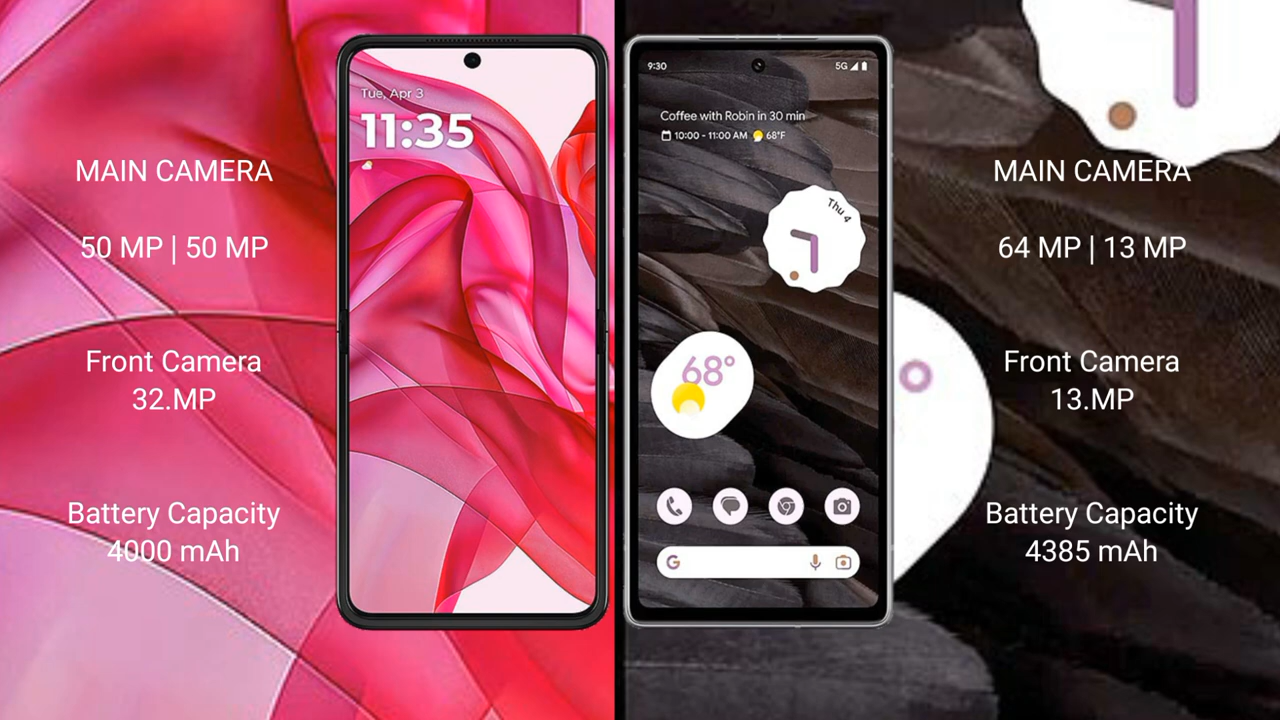 MAIN CAMERA
50 MP | 50 MP
Front Camera
32.MP
Battery Capacity
4000 mAh
Tue, Apr 3
11:35
9:30
5G
Coffee with Robin in 30 min
10:00 - 11:00 AM 68°F
Thu 4
68°
G
MAIN CAMERA
64 MP | 13 MP
Front Camera
13.MP
Battery Capacity
4385 mAh